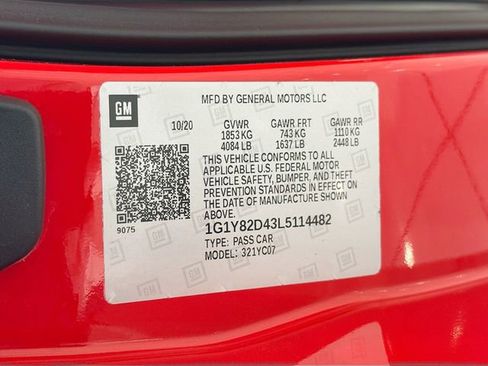 GM
MFD BY GENERAL MOTORS LLC
10/20 GVWR GAWR FRT GAWR RR
1853 KG 743 KG 1110 KG
4084 LB 1637 LB 2448 LB
THIS VEHICLE CONFORMS TO ALL
APPLICABLE U.S. FEDERAL MOTOR
VEHICLE SAFETY, BUMPER, AND THEFT
PREVENTION STANDARDS IN EFFECT ON
THE DATE OF MANUFACTURE SHOWN
ABOVE.
9075
1G1Y82D43L5114482
TYPE: PASS CAR
MODEL: 321YC07